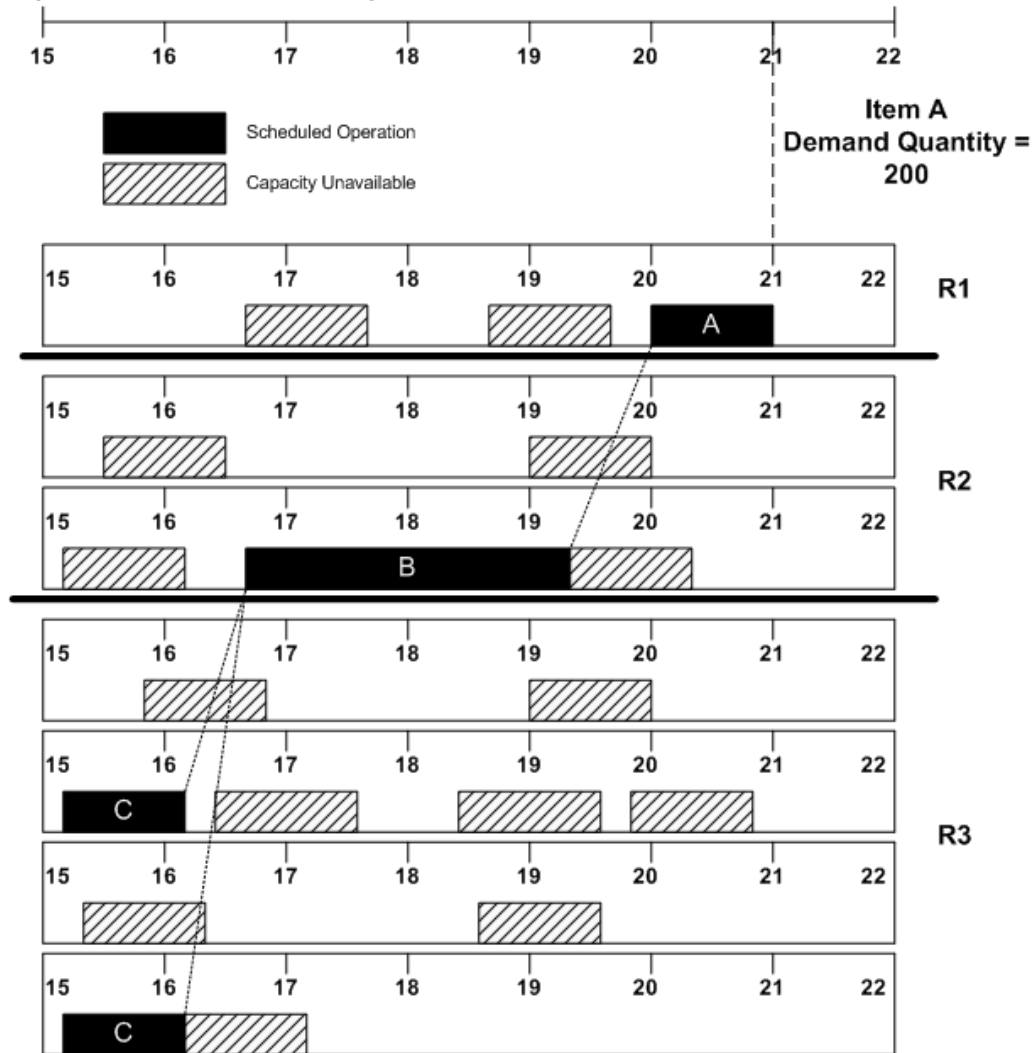 15 16 17 18 19 20 21 22
Scheduled Operation
Capacity Unavailable
Item A
Demand Quantity =
200
15 16 17 18 19 20 21 22
R1
A
15 16 17 18 19 20 21 22
R2
15 16 17 18 19 20 21 22
B
15 16 17 18 19 20 21 22
15 16 17 18 19 20 21 22
C
R3
15 16 17 18 19 20 21 22
15 16 17 18 19 20 21 22
C